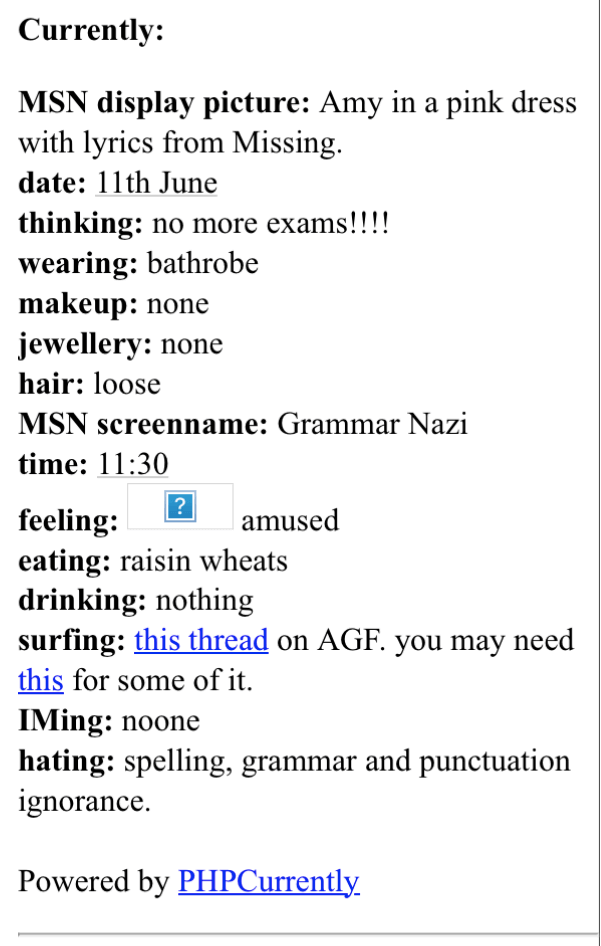 Currently:
MSN display picture: Amy in a pink dress
with lyrics from Missing.
date: 11th June
thinking: no more exams!!!!
wearing: bathrobe
makeup: none
jewellery: none
hair: loose
MSN screenname: Grammar Nazi
time: 11:30
feeling: ? amused
eating: raisin wheats
drinking: nothing
surfing: this thread on AGF. you may need
this for some of it.
IMing: noone
hating: spelling, grammar and punctuation
ignorance.
Powered by PHPCurrently